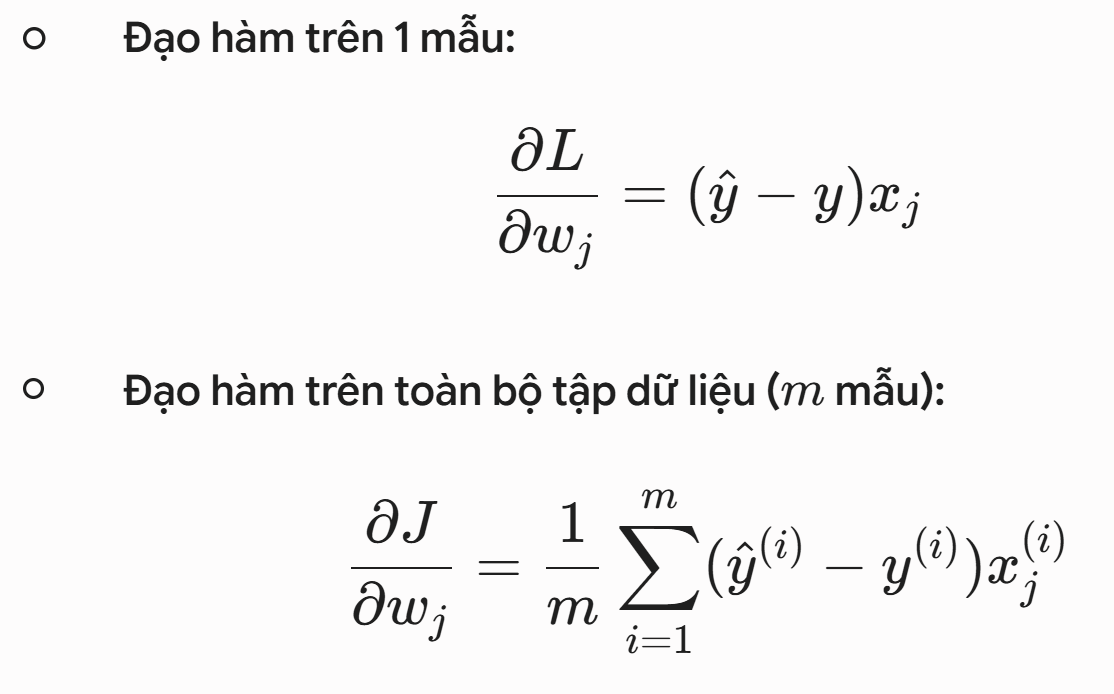 Đạo hàm trên 1 mẫu:
∂L/∂w_j = (ŷ − y)x_j
Đạo hàm trên toàn bộ tập dữ liệu (m mẫu):
∂J/∂w_j = 1/m ∑_{i=1}^{m} (ŷ^{(i)} − y^{(i)})x_j^{(i)}